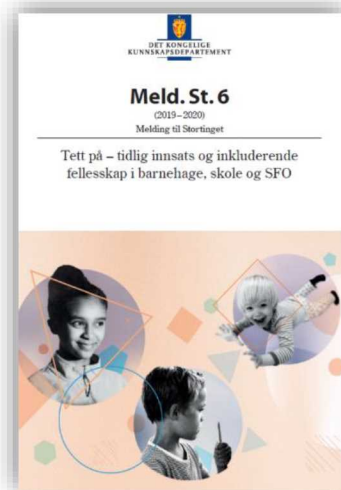 DET KONGELIGE
KUNNSKAPSDEPARTEMENT
Meld. St. 6
(2019–2020)
Melding til Stortinget
Tett på – tidlig innsats og inkluderende
fellesskap i barnehage, skole og SFO